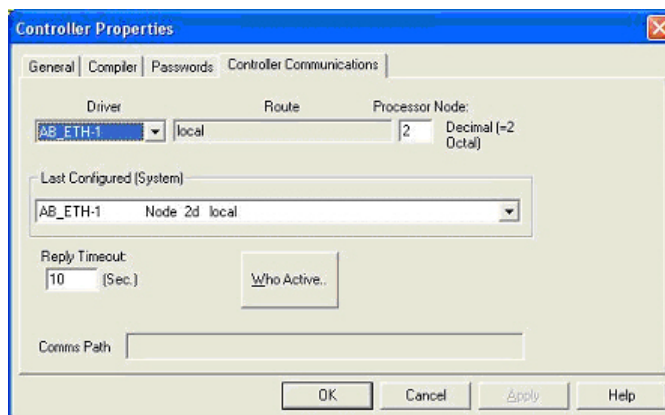 Controller Properties
General Compiler Passwords Controller Communications
Driver Route Processor Node:
AB_ETH-1 local 2 Decimal (=2
Octal)
Last Configured (System)
AB_ETH-1 Node 2d local
Reply Timeout:
10 (Sec.) Who Active..
Comms Path
OK Cancel Apply Help